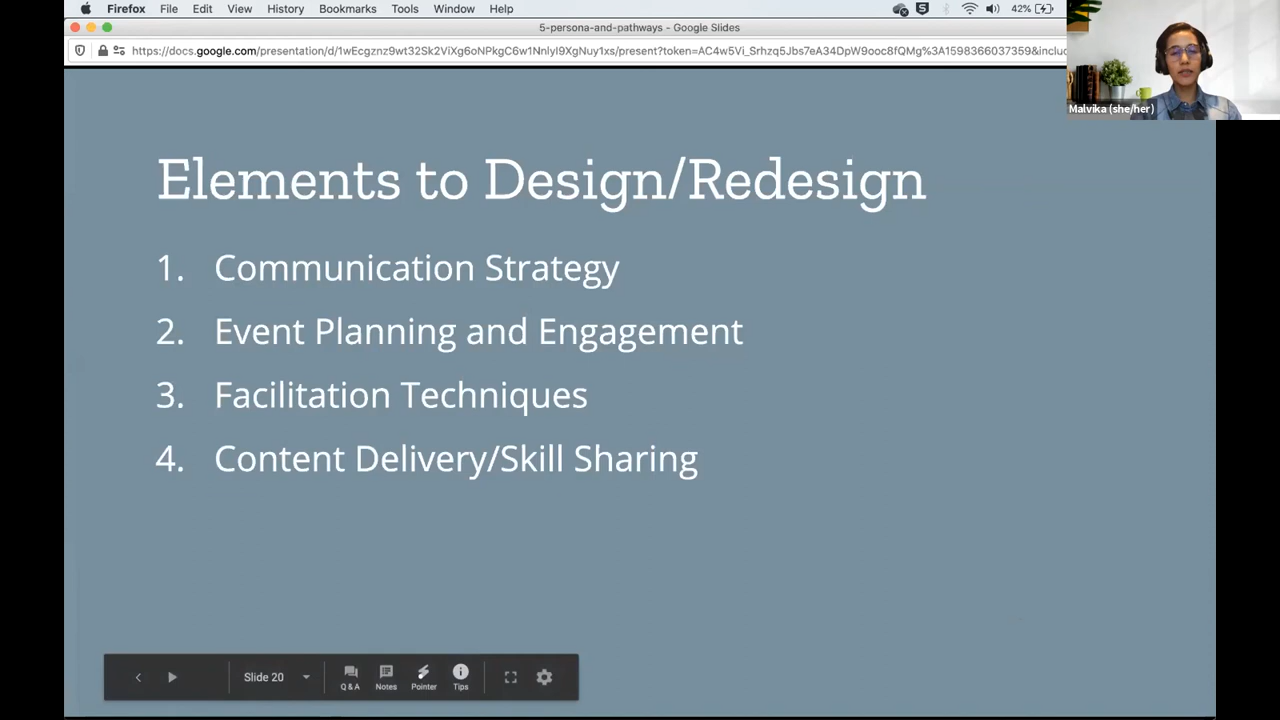 Firefox File Edit View History Bookmarks Tools Window Help 42%
5-persona-and-pathways - Google Slides
https://docs.google.com/presentation/d/1wEcgznz9wt32Sk2ViXg6oNPkgC6w1NnlyI9XgNuy1xs/present?token=AC4w5Vi_Srhzq5Jbs7eA34DpW9ooc8fQMg%3A1598366037359&inclu
Malvika (she/her)
Elements to Design/Redesign
1. Communication Strategy
2. Event Planning and Engagement
3. Facilitation Techniques
4. Content Delivery/Skill Sharing
Slide 20 Q&A Notes Pointer Tips